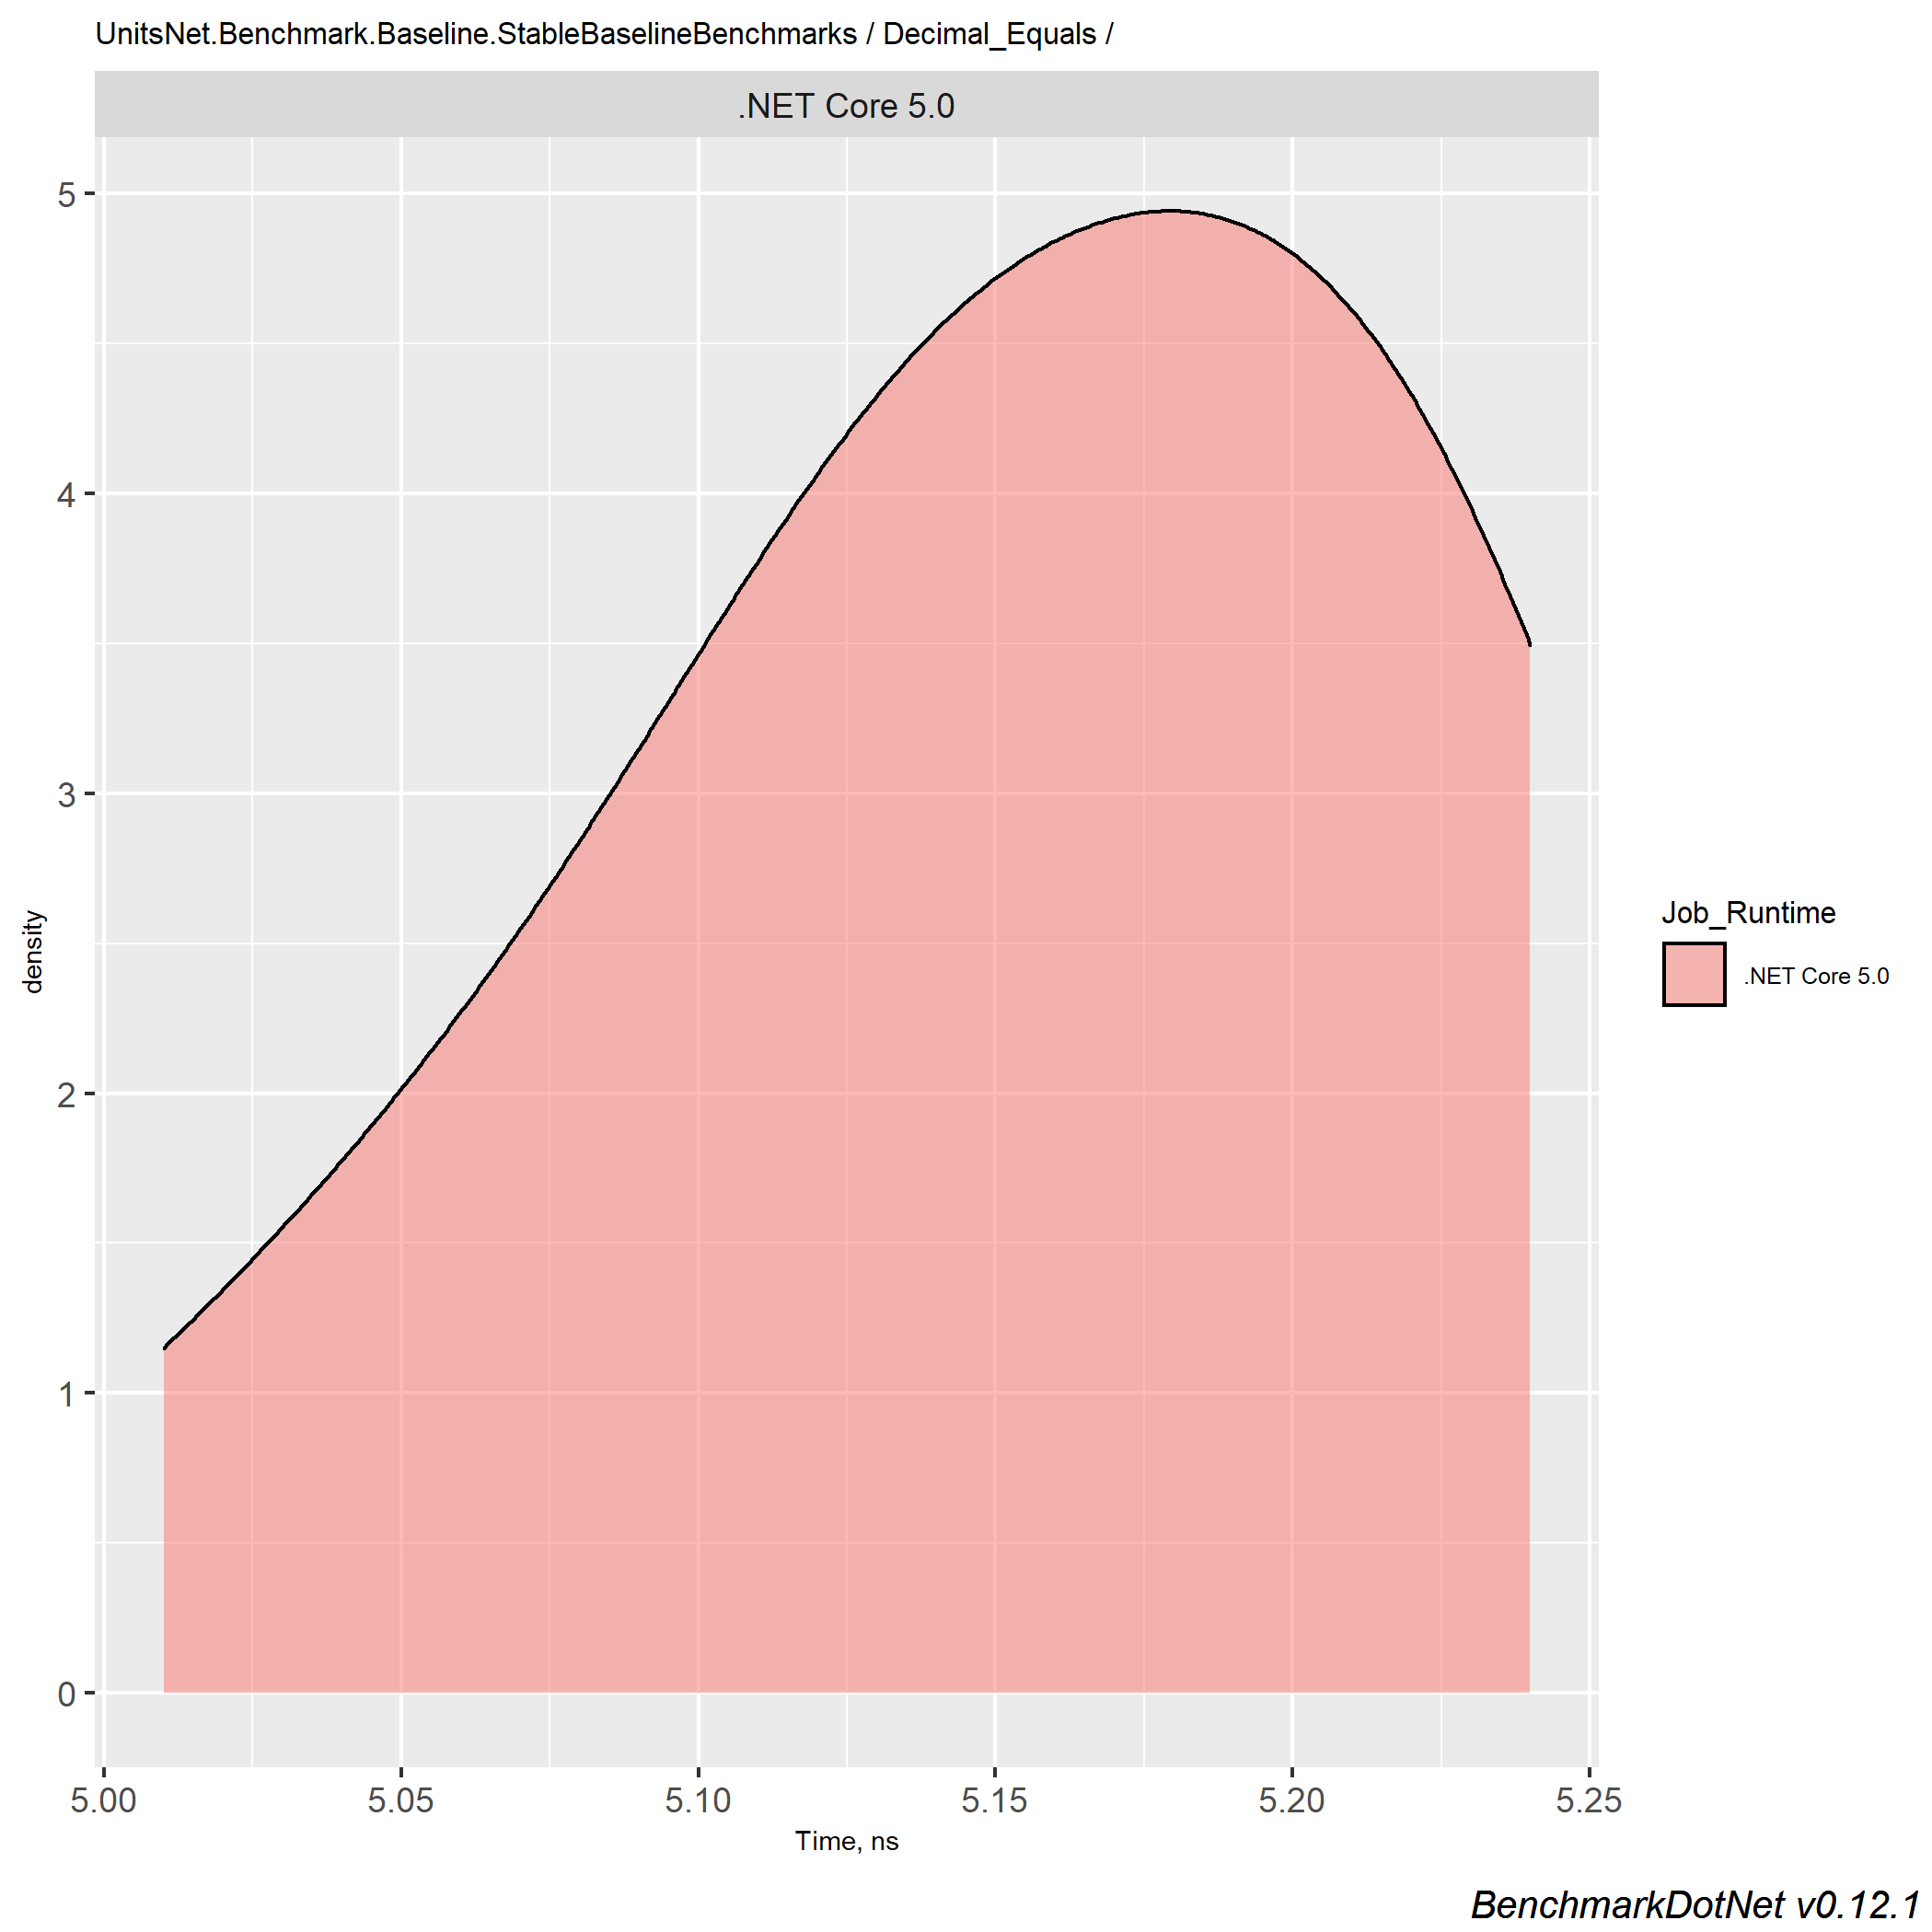 UnitsNet.Benchmark.Baseline.StableBaselineBenchmarks / Decimal_Equals /
.NET Core 5.0
5
4
3
2
1
0
density
5.00 5.05 5.10 5.15 5.20 5.25
Time, ns
Job_Runtime
.NET Core 5.0
BenchmarkDotNet v0.12.1